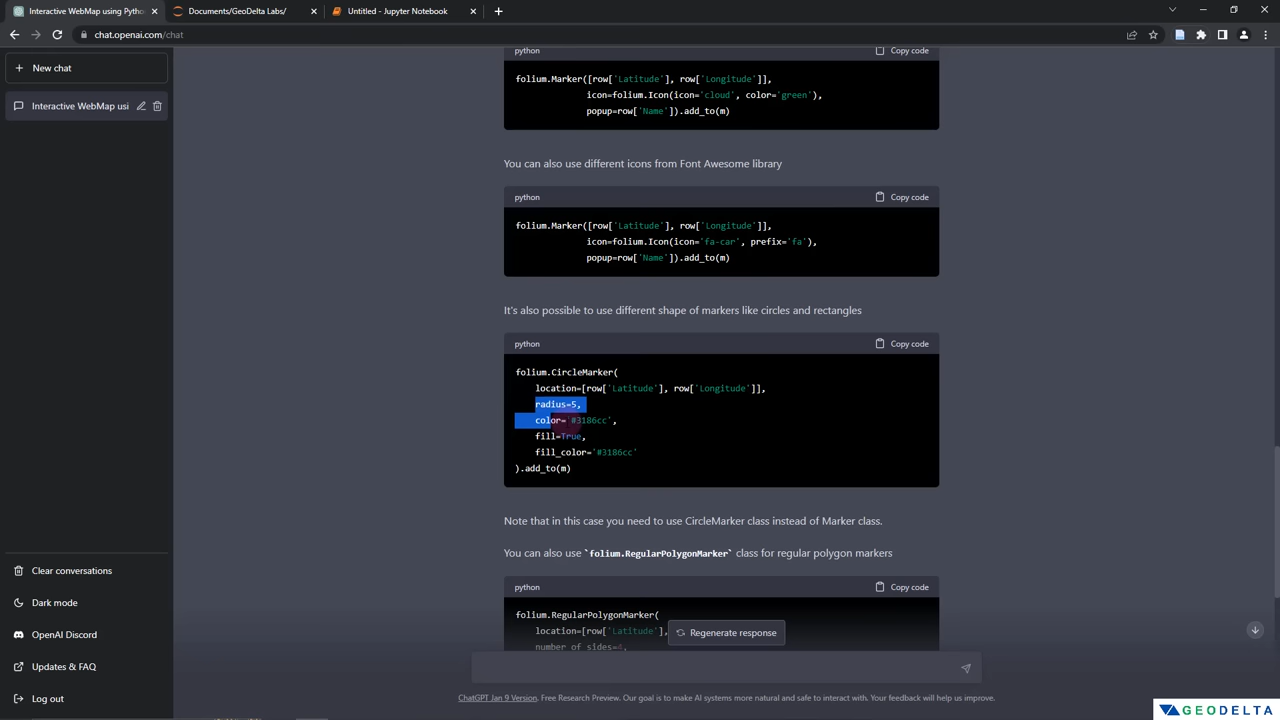 Interactive WebMap using Python
Documents/GeoDelta Labs/
Untitled - Jupyter Notebook
chat.openai.com/chat
New chat
Interactive WebMap usi
Clear conversations
Dark mode
OpenAI Discord
Updates & FAQ
Log out
python
Copy code
folium.Marker([row['Latitude'], row['Longitude']],
icon=folium.Icon(icon='cloud', color='green'),
popup=row['Name']).add_to(m)
You can also use different icons from Font Awesome library
python
Copy code
folium.Marker([row['Latitude'], row['Longitude']],
icon=folium.Icon(icon='fa-car', prefix='fa'),
popup=row['Name']).add_to(m)
It's also possible to use different shape of markers like circles and rectangles
python
Copy code
folium.CircleMarker(
location=[row['Latitude'], row['Longitude']],
radius=5,
color='#3186cc',
fill=True,
fill_color='#3186cc'
).add_to(m)
Note that in this case you need to use CircleMarker class instead of Marker class.
You can also use `folium.RegularPolygonMarker` class for regular polygon markers
python
Copy code
folium.RegularPolygonMarker(
location=[row['Latitude'],
number_of_sides=4,
Regenerate response
ChatGPT Jan 9 Version. Free Research Preview. Our goal is to make AI systems more natural and safe to interact with. Your feedback will help us improve.
GEODELTA